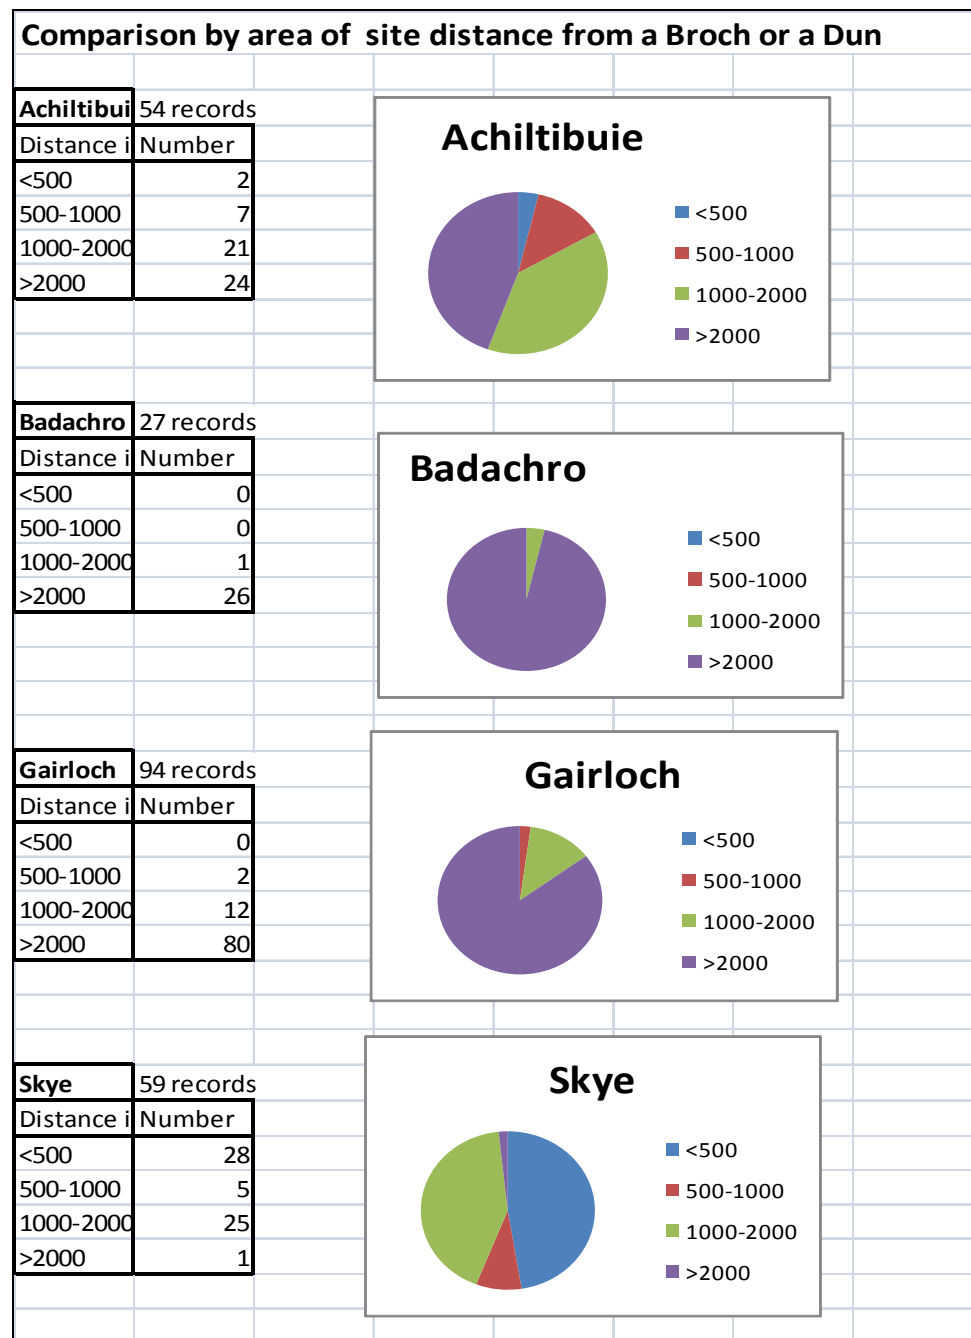 Comparison by area of site distance from a Broch or a Dun
Achiltibui 54 records
Distance i Number
<500 2
500-1000 7
1000-2000 21
>2000 24
Achiltibuie
<500
500-1000
1000-2000
>2000
Badachro 27 records
Distance i Number
<500 0
500-1000 0
1000-2000 1
>2000 26
Badachro
<500
500-1000
1000-2000
>2000
Gairloch 94 records
Distance i Number
<500 0
500-1000 2
1000-2000 12
>2000 80
Gairloch
<500
500-1000
1000-2000
>2000
Skye 59 records
Distance i Number
<500 28
500-1000 5
1000-2000 25
>2000 1
Skye
<500
500-1000
1000-2000
>2000